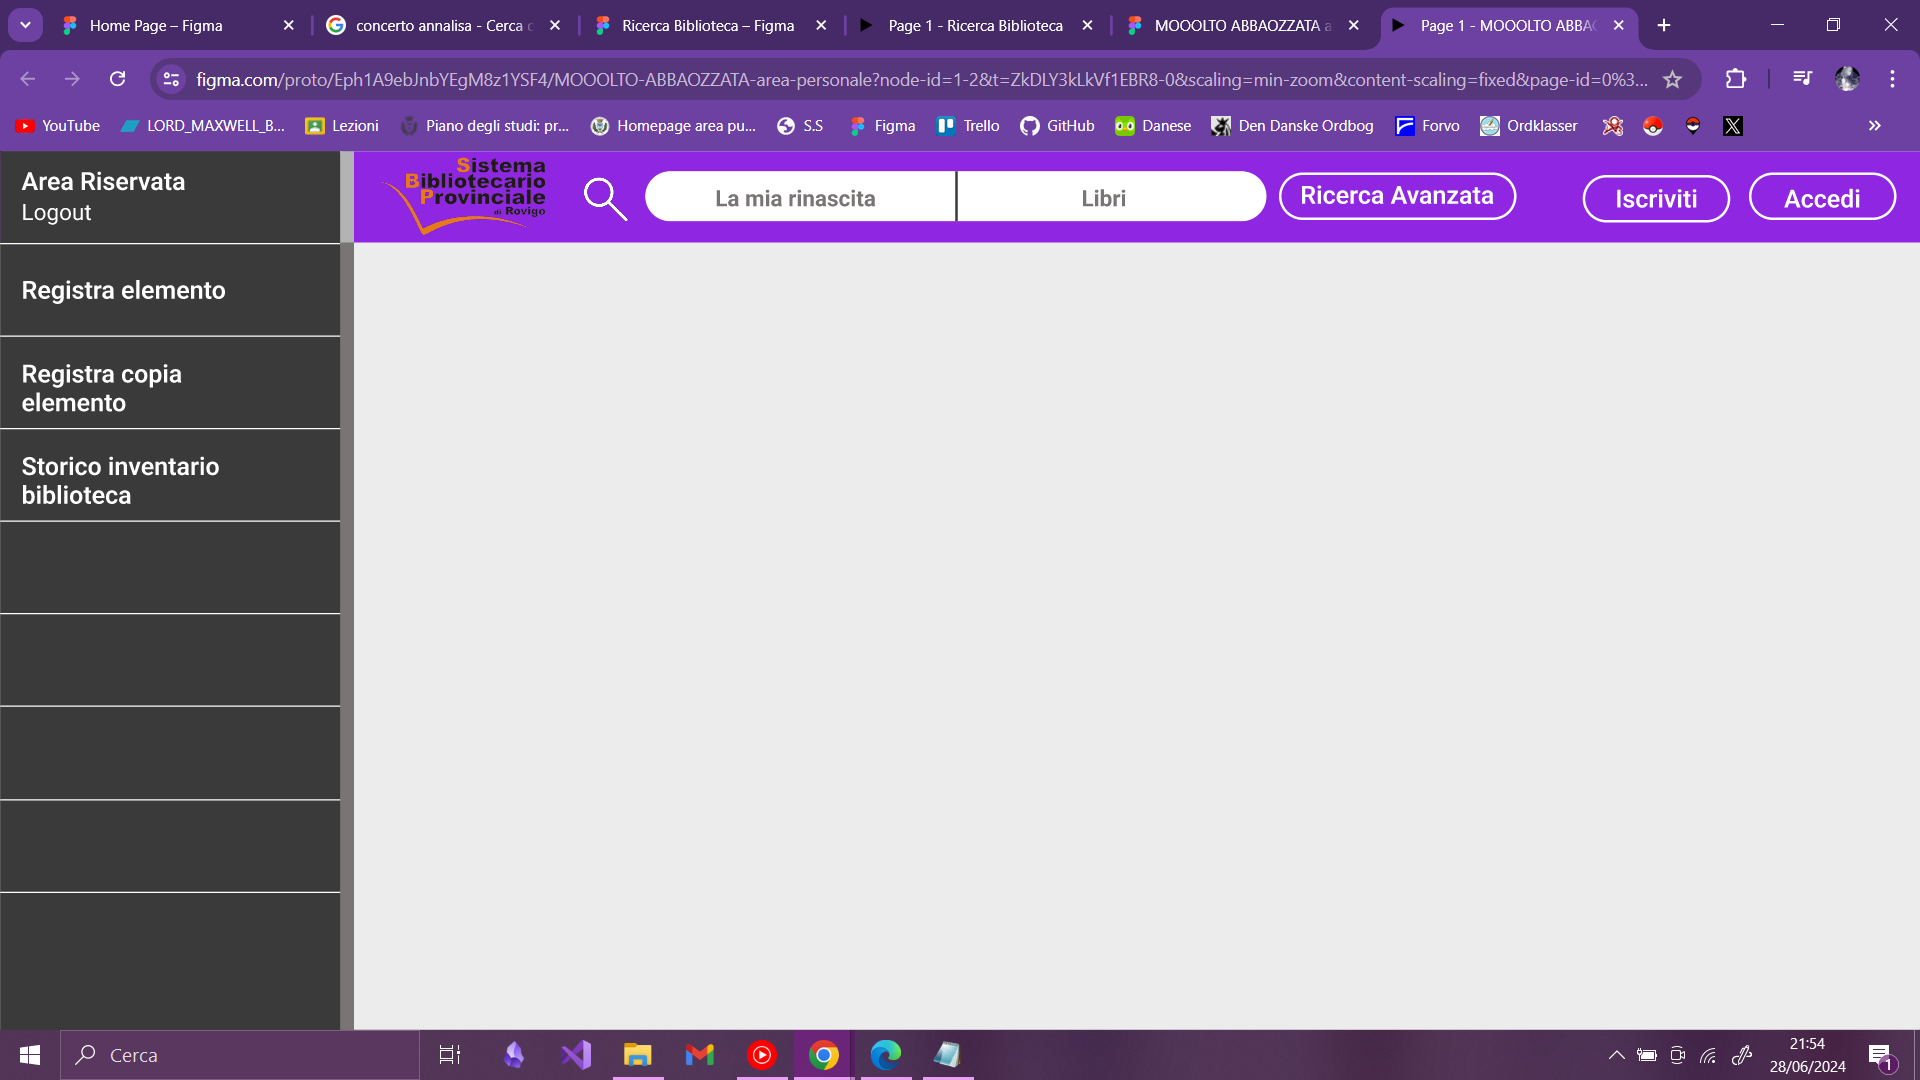 Home Page – Figma
concerto annalisa - Cerca c
Ricerca Biblioteca – Figma
Page 1 - Ricerca Biblioteca
MOOOLTO ABBAOZZATA a
Page 1 - MOOOLTO ABBAO
figma.com/proto/Eph1A9ebJnbYEgM8z1YSF4/MOOOLTO-ABBAOZZATA-area-personale?node-id=1-2&t=ZkDLY3kLkVf1EBR8-0&scaling=min-zoom&content-scaling=fixed&page-id=0%3...
YouTube
LORD_MAXWELL_B...
Lezioni
Piano degli studi: pr...
Homepage area pu...
S.S
Figma
Trello
GitHub
Danese
Den Danske Ordbog
Forvo
Ordklasser
Area Riservata
Logout
Sistema
Bibliotecario
Provinciale
di Rovigo
La mia rinascita
Libri
Ricerca Avanzata
Iscriviti
Accedi
Registra elemento
Registra copia
elemento
Storico inventario
biblioteca
Cerca
21:54
28/06/2024
1